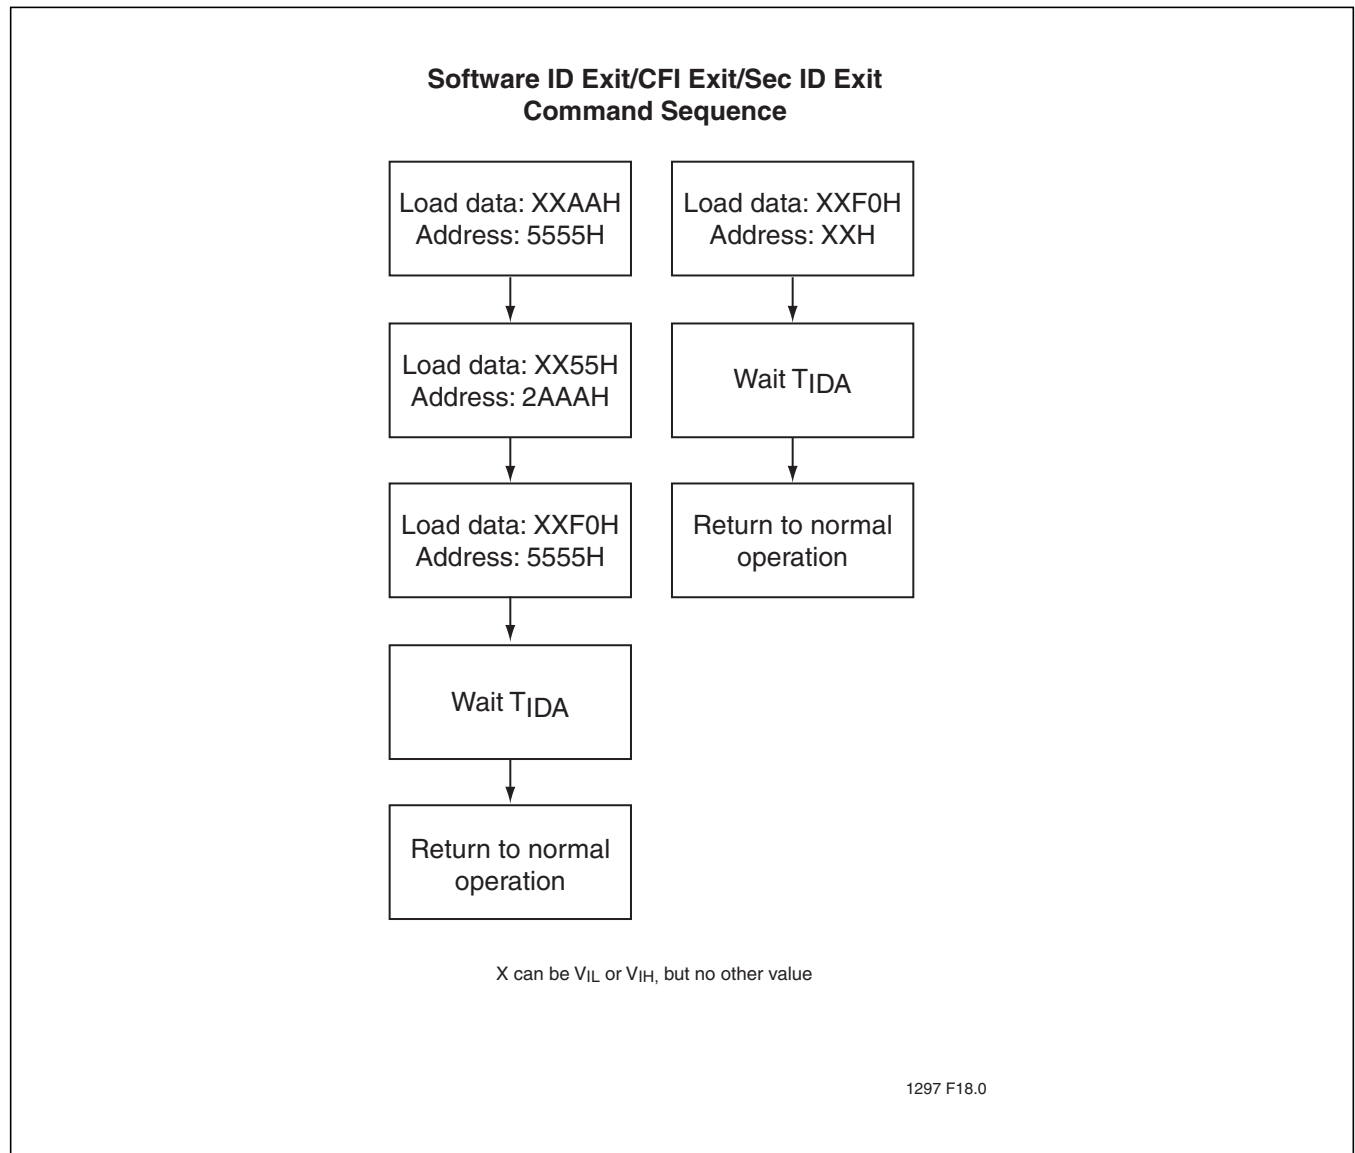 Software ID Exit/CFI Exit/Sec ID Exit
Command Sequence
Load data: XXAAH
Address: 5555H
Load data: XX55H
Address: 2AAAH
Load data: XXF0H
Address: 5555H
Wait TIDA
Return to normal
operation
Load data: XXF0H
Address: XXH
Wait TIDA
Return to normal
operation
X can be VIL or VIH, but no other value
1297 F18.0